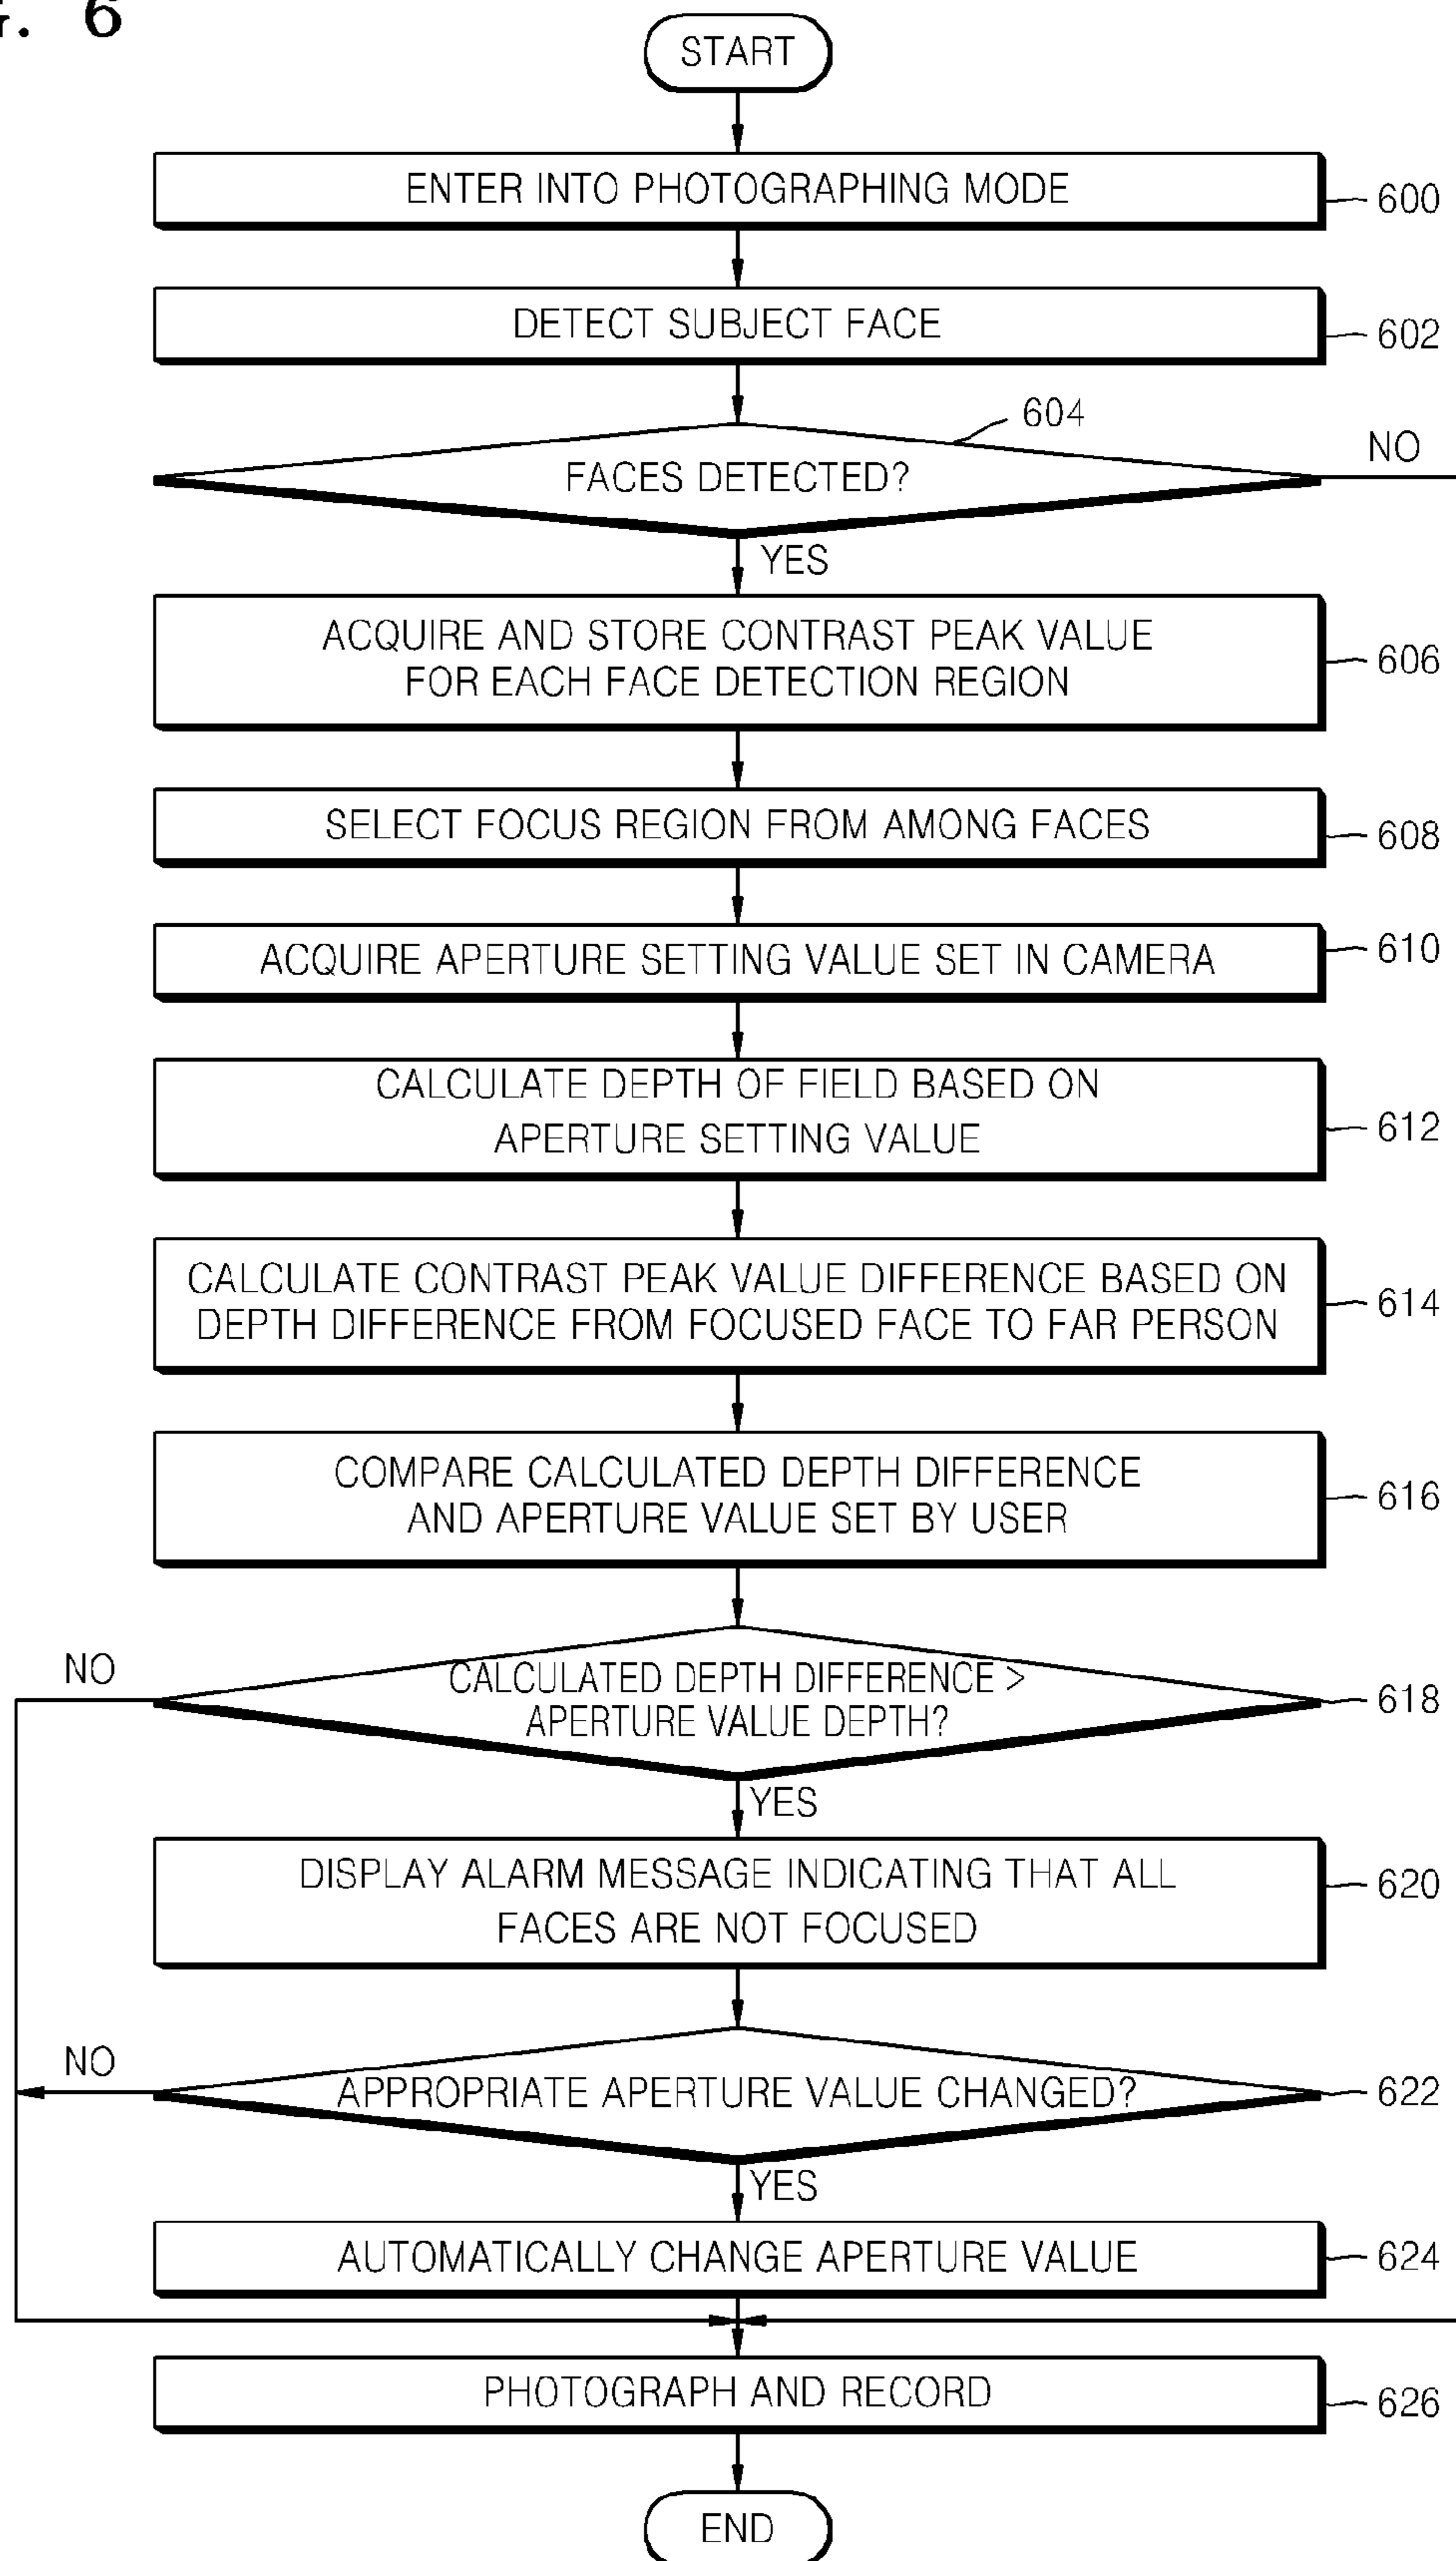 . 6
START
ENTER INTO PHOTOGRAPHING MODE
600
DETECT SUBJECT FACE
602
604
NO
FACES DETECTED?
YES
ACQUIRE AND STORE CONTRAST PEAK VALUE
FOR EACH FACE DETECTION REGION
606
SELECT FOCUS REGION FROM AMONG FACES
608
ACQUIRE APERTURE SETTING VALUE SET IN CAMERA
610
CALCULATE DEPTH OF FIELD BASED ON
APERTURE SETTING VALUE
612
CALCULATE CONTRAST PEAK VALUE DIFFERENCE BASED ON
DEPTH DIFFERENCE FROM FOCUSED FACE TO FAR PERSON
614
COMPARE CALCULATED DEPTH DIFFERENCE
AND APERTURE VALUE SET BY USER
616
NO
CALCULATED DEPTH DIFFERENCE >
APERTURE VALUE DEPTH?
618
YES
DISPLAY ALARM MESSAGE INDICATING THAT ALL
FACES ARE NOT FOCUSED
620
NO
APPROPRIATE APERTURE VALUE CHANGED?
622
YES
AUTOMATICALLY CHANGE APERTURE VALUE
624
PHOTOGRAPH AND RECORD
626
END